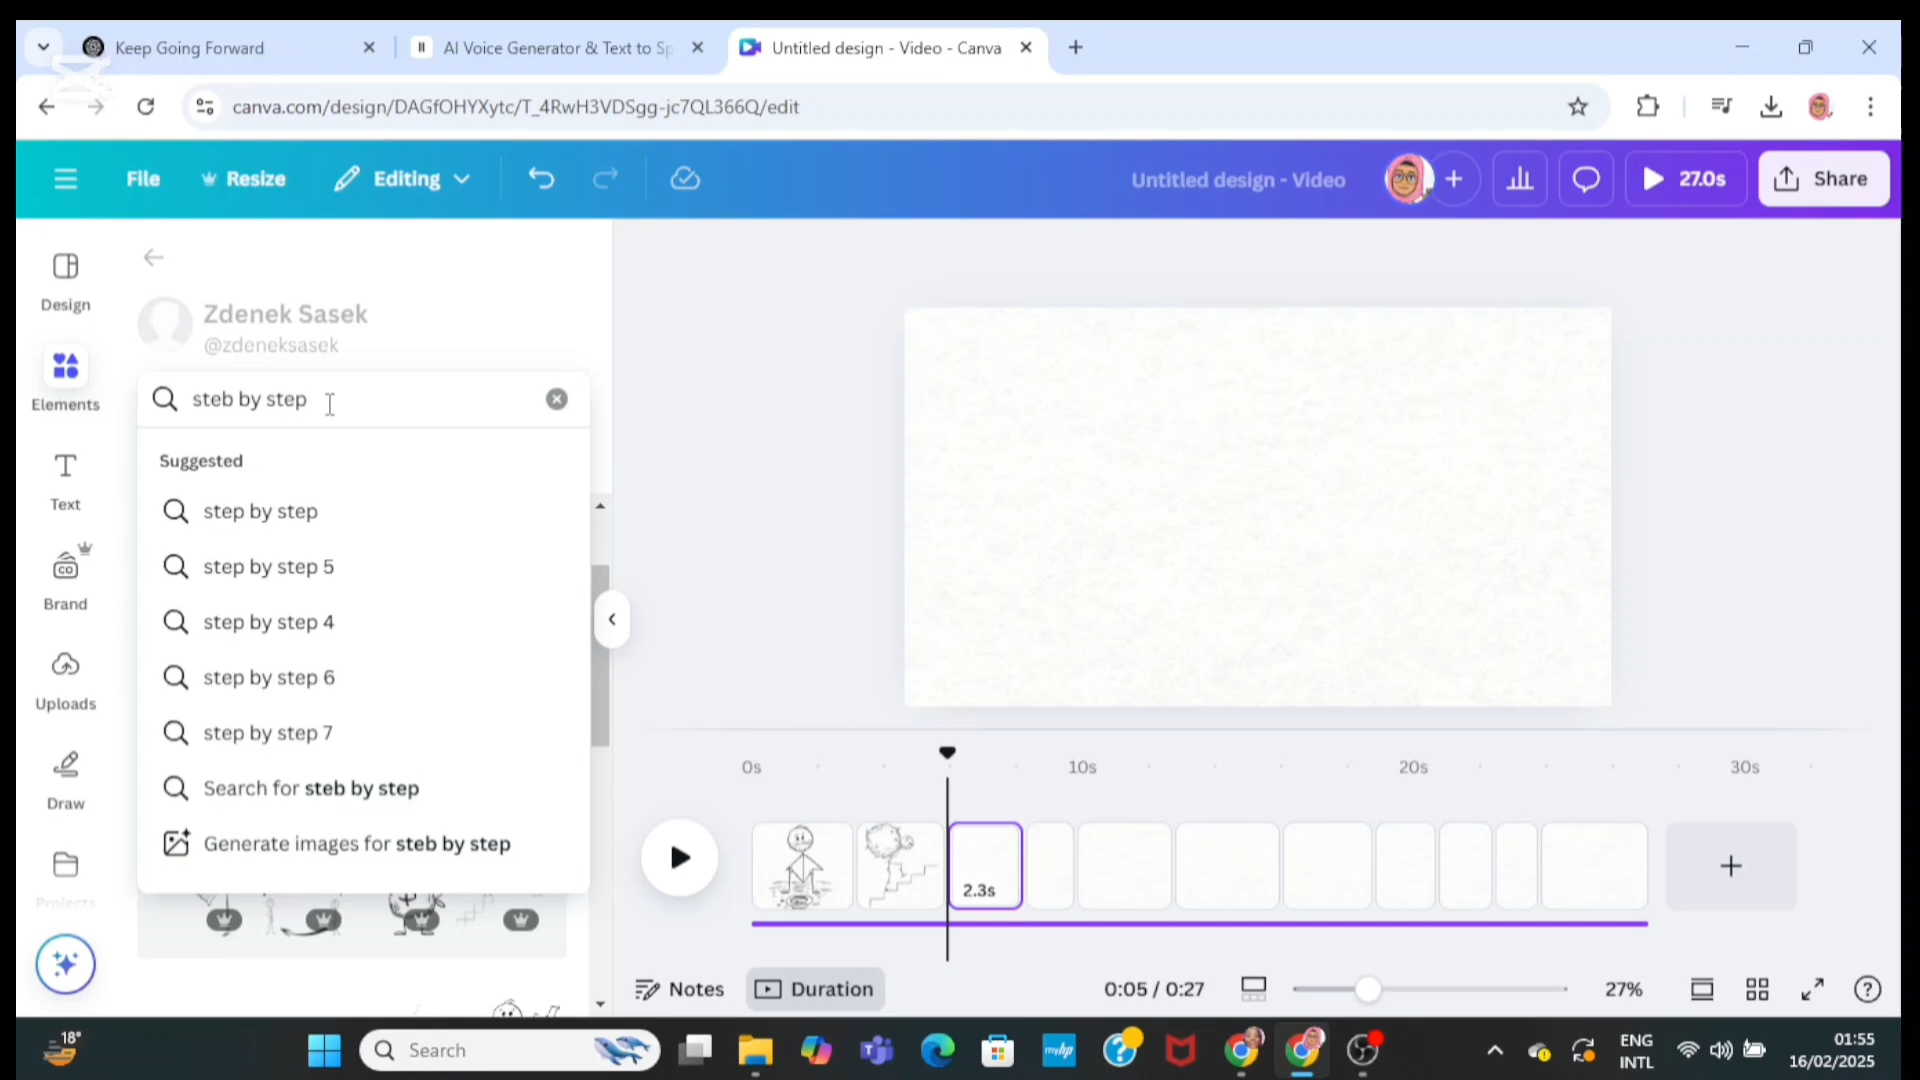 Keep Going Forward
AI Voice Generator & Text to Sp
Untitled design - Video - Canva
canva.com/design/DAGfOHYXytc/T_4RwH3VDSgg-jc7QL366Q/edit
File
Resize
Editing
Untitled design - Video
27.0s
Share
Design
Elements
Text
Brand
Uploads
Draw
Projects
Zdenek Sasek
@zdeneksasek
steb by step
Suggested
step by step
step by step 5
step by step 4
step by step 6
step by step 7
Search for steb by step
Generate images for steb by step
0s
10s
20s
30s
2.3s
Notes
Duration
0:05 / 0:27
27%
18°
Search
myhp
ENG
INTL
01:55
16/02/2025